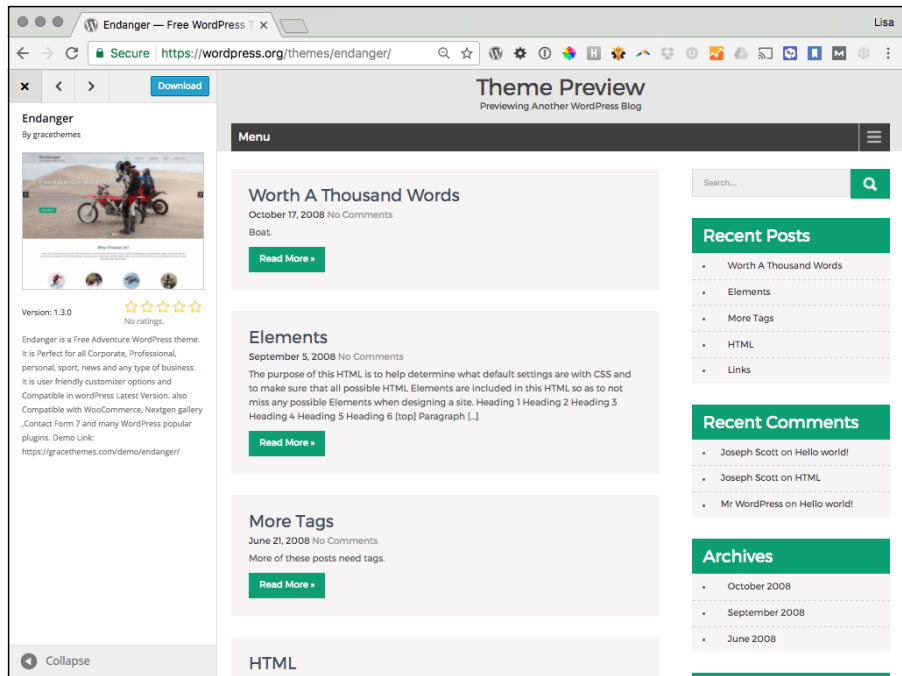 Endanger — Free WordPress T
Lisa
Secure
https://wordpress.org/themes/endanger/
Download
Endanger
By gracethemes
Endanger
Why Choose Us?
Version: 1.3.0
No ratings.
Endanger is a Free Adventure WordPress theme.
It is Perfect for all Corporate, Professional,
personal, sport, news and any type of business.
It is user friendly customizer options and
Compatible in wordPress Latest Version. also
Compatible with WooCommerce, Nextgen gallery
,Contact Form 7 and many WordPress popular
plugins. Demo Link:
https://gracethemes.com/demo/endanger/
Collapse
Theme Preview
Previewing Another WordPress Blog
Menu
Worth A Thousand Words
October 17, 2008 No Comments
Boat.
Read More »
Elements
September 5, 2008 No Comments
The purpose of this HTML is to help determine what default settings are with CSS and
to make sure that all possible HTML Elements are included in this HTML so as to not
miss any possible Elements when designing a site. Heading 1 Heading 2 Heading 3
Heading 4 Heading 5 Heading 6 [top] Paragraph [...]
Read More »
More Tags
June 21, 2008 No Comments
More of these posts need tags.
Read More »
HTML
Search...
Recent Posts
Worth A Thousand Words
Elements
More Tags
HTML
Links
Recent Comments
Joseph Scott on Hello world!
Joseph Scott on HTML
Mr WordPress on Hello world!
Archives
October 2008
September 2008
June 2008